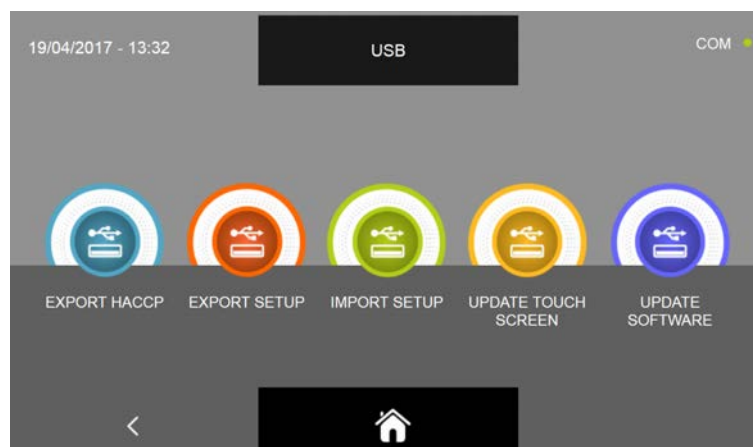 19/04/2017 - 13:32
USB
COM
EXPORT HACCP
EXPORT SETUP
IMPORT SETUP
UPDATE TOUCH
SCREEN
UPDATE
SOFTWARE